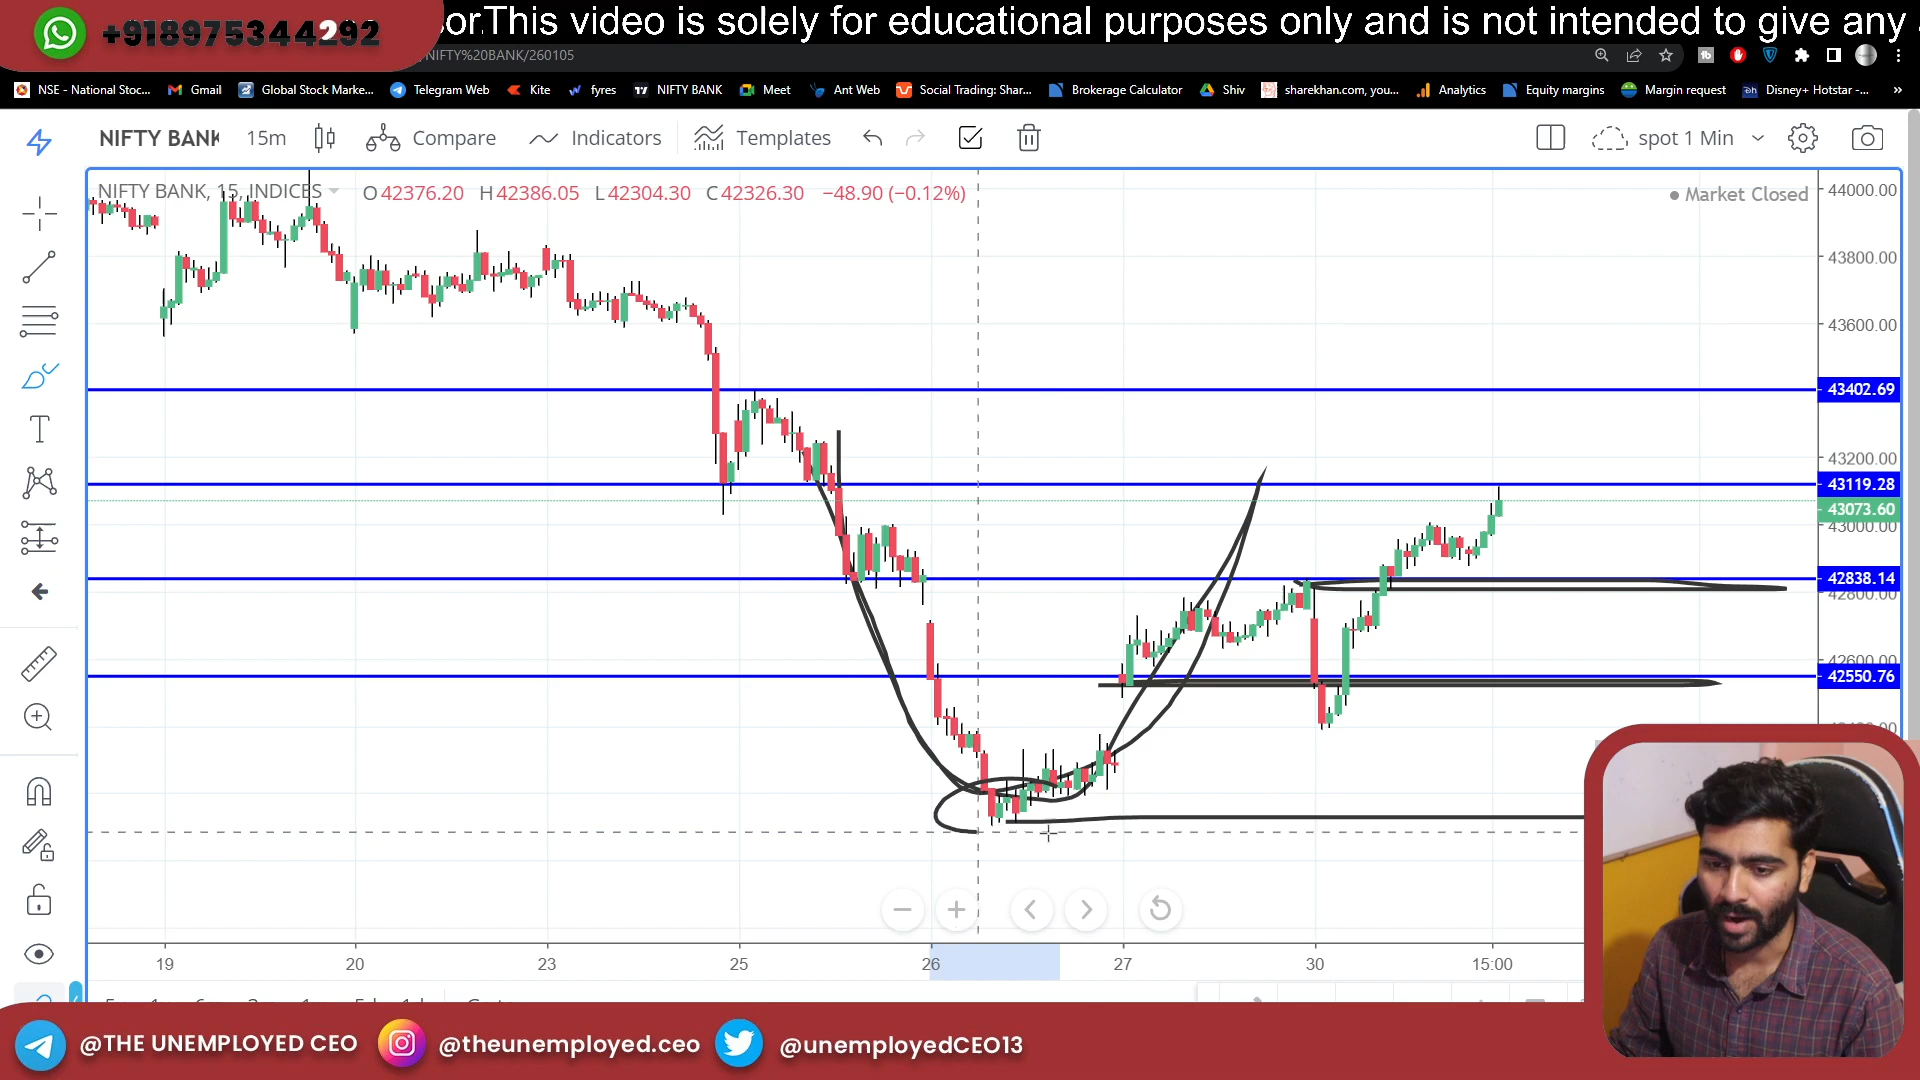 +918975344292
sor.This video is solely for educational purposes only and is not intended to give any
/NIFTY%20BANK/260105
NSE - National Stoc... Gmail Global Stock Marke... Telegram Web Kite fyres NIFTY BANK Meet Ant Web Social Trading: Shar... Brokerage Calculator Shiv sharekhan.com, you... Analytics Equity margins Margin request Disney+ Hotstar -... »
NIFTY BANK 15m Compare Indicators Templates spot 1 Min
NIFTY BANK, 15, INDICES O42376.20 H42386.05 L42304.30 C42326.30 −48.90 (−0.12%)
Market Closed
44000.00
43800.00
43600.00
43402.69
43200.00
43119.28
43073.60
43000.00
42838.14
42800.00
42600.00
42550.76
19 20 23 25 26 27 30 15:00
@THE UNEMPLOYED CEO @theunemployed.ceo @unemployedCEO13